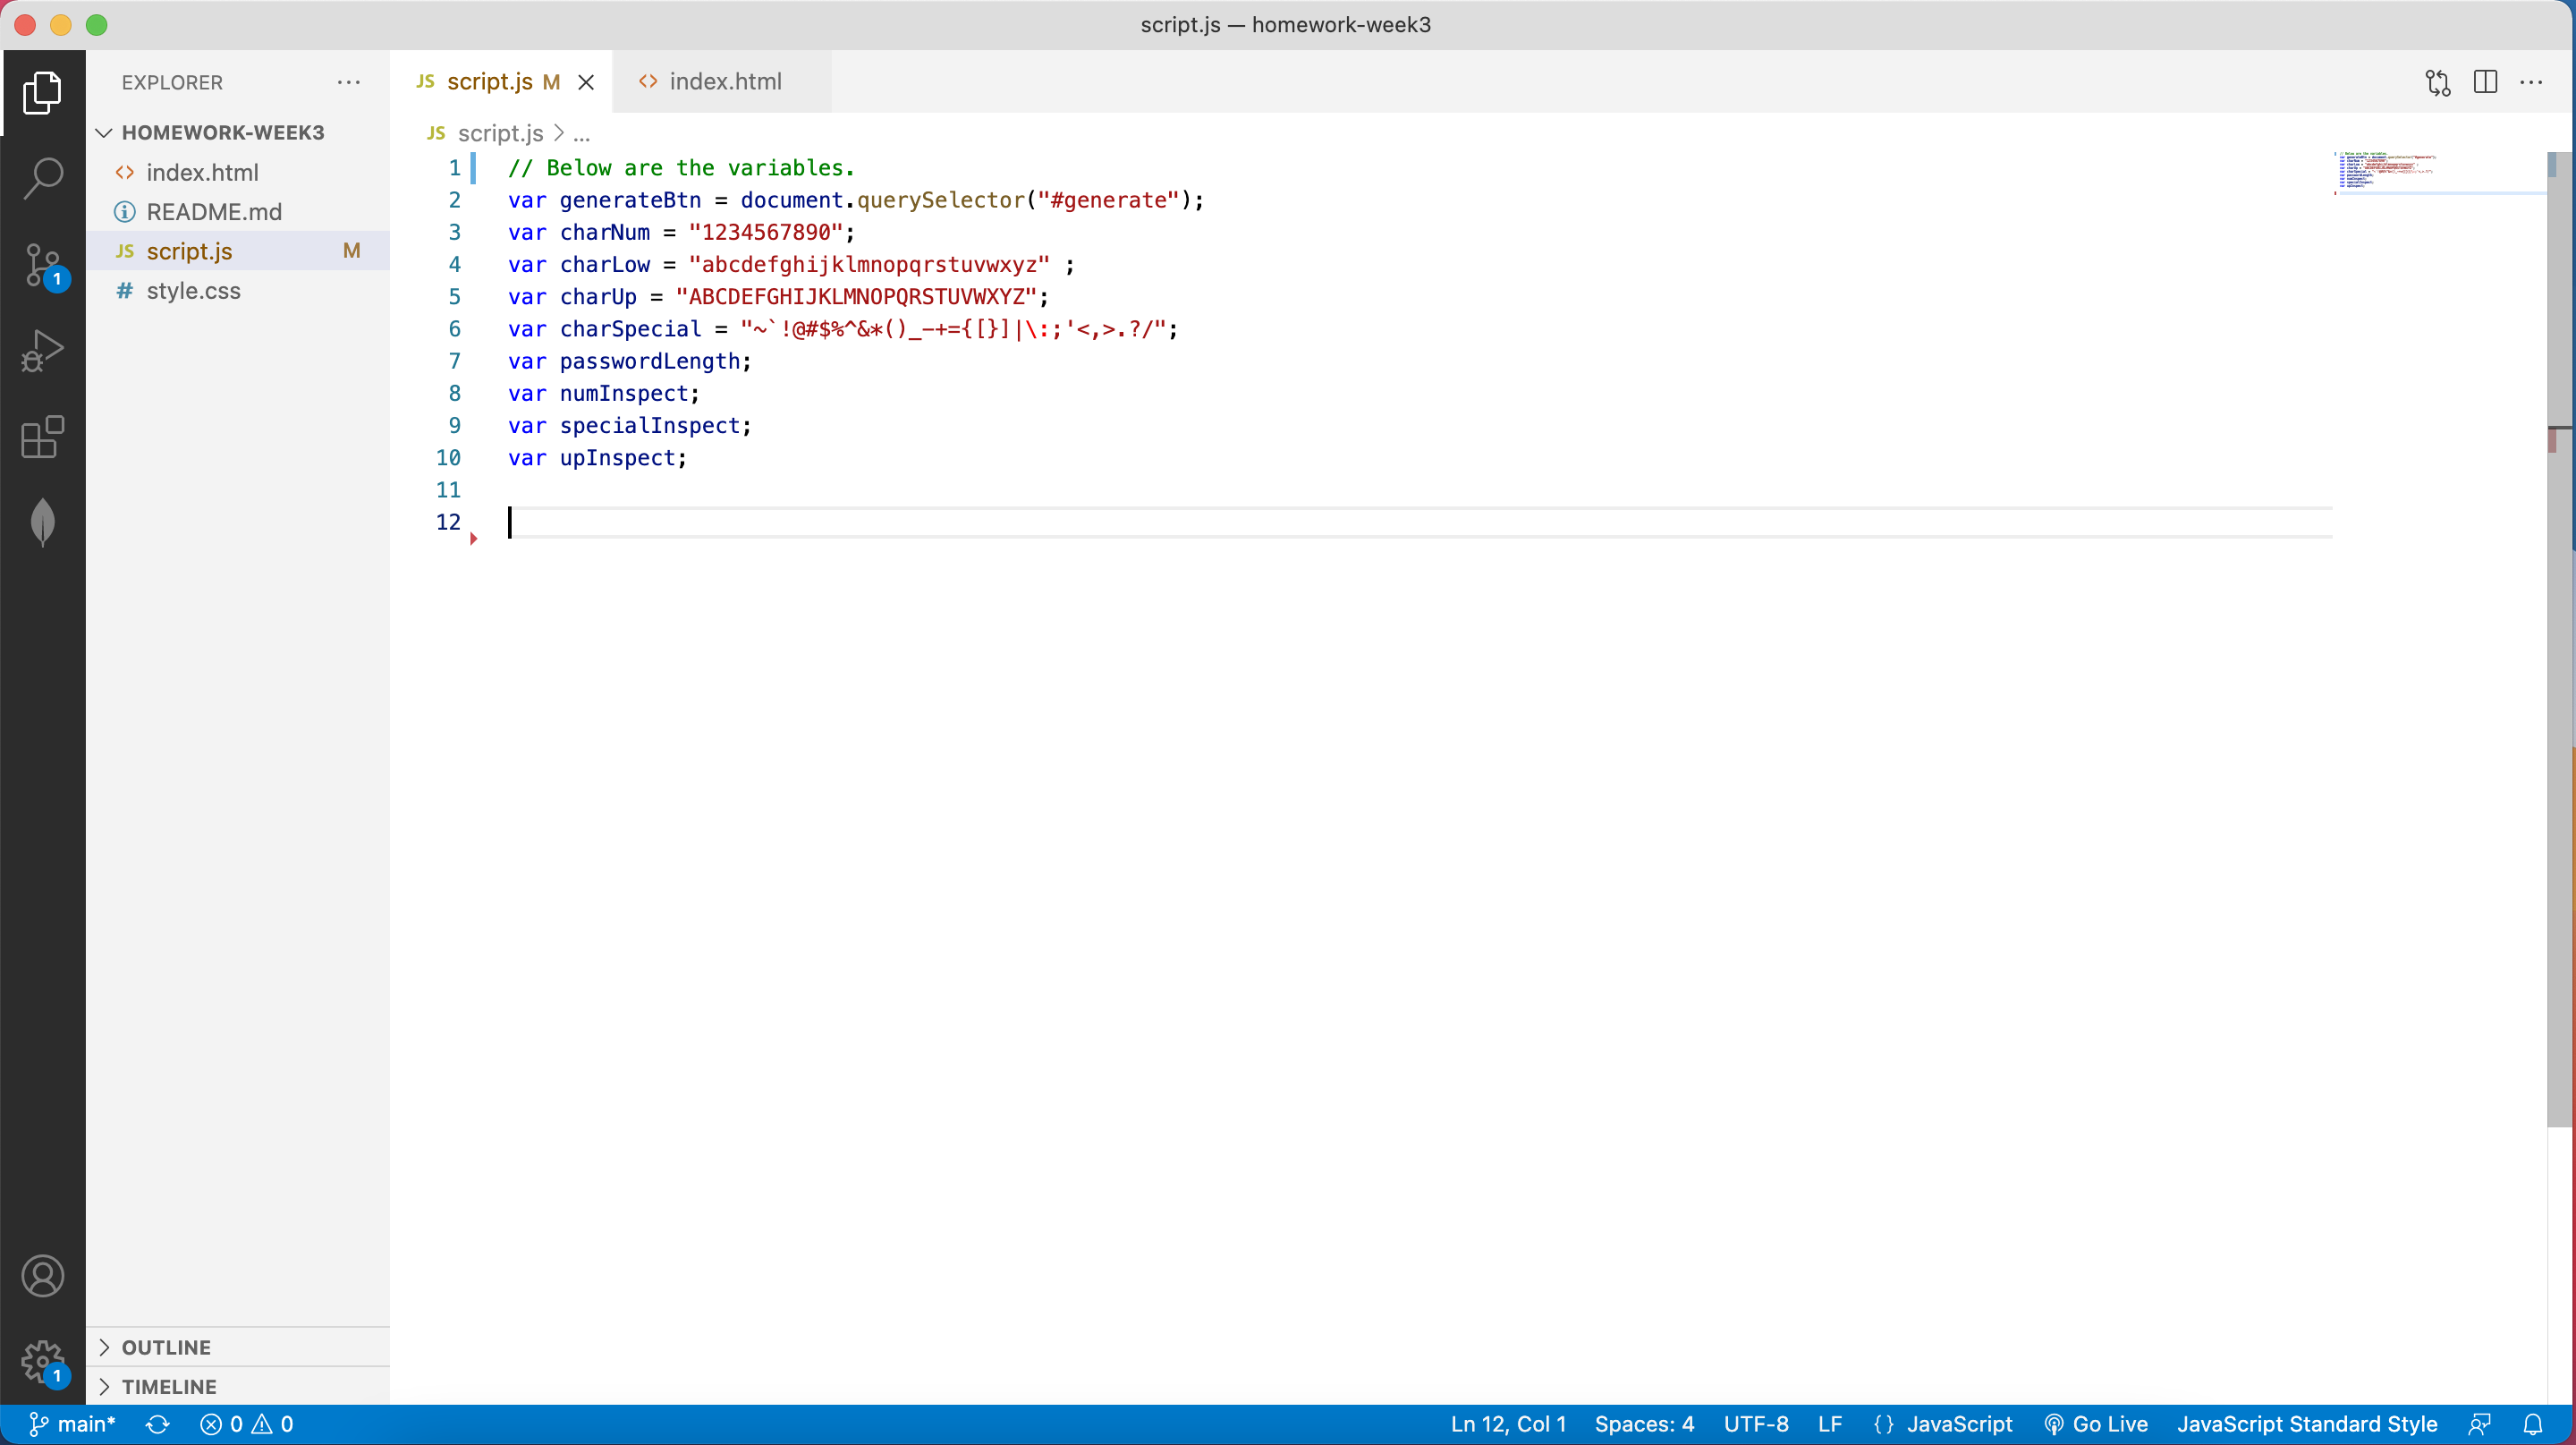 script.js — homework-week3
EXPLORER
JS script.js M
index.html
HOMEWORK-WEEK3
index.html
README.md
JS script.js M
# style.css
JS script.js > ...
1 // Below are the variables.
2 var generateBtn = document.querySelector("#generate");
3 var charNum = "1234567890";
4 var charLow = "abcdefghijklmnopqrstuvwxyz" ;
5 var charUp = "ABCDEFGHIJKLMNOPQRSTUVWXYZ";
6 var charSpecial = "~`!@#$%^&*()_-+={[}]|\:;'<,>.?/";
7 var passwordLength;
8 var numInspect;
9 var specialInspect;
10 var upInspect;
11
12
1
1
OUTLINE
TIMELINE
main* 0 0 Ln 12, Col 1 Spaces: 4 UTF-8 LF {} JavaScript Go Live JavaScript Standard Style